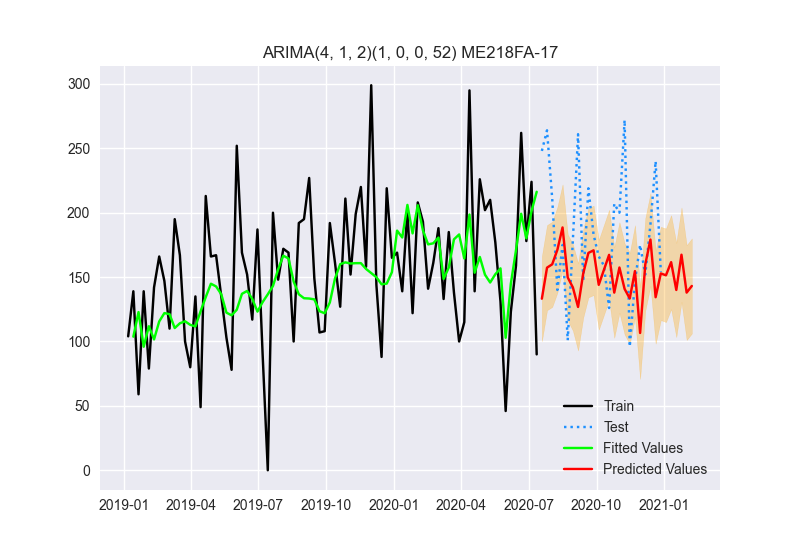 ARIMA(4, 1, 2)(1, 0, 0, 52) ME218FA-17
300
250
200
150
100
50
0
Train
Test
Fitted Values
Predicted Values
2019-01 2019-04 2019-07 2019-10 2020-01 2020-04 2020-07 2020-10 2021-01